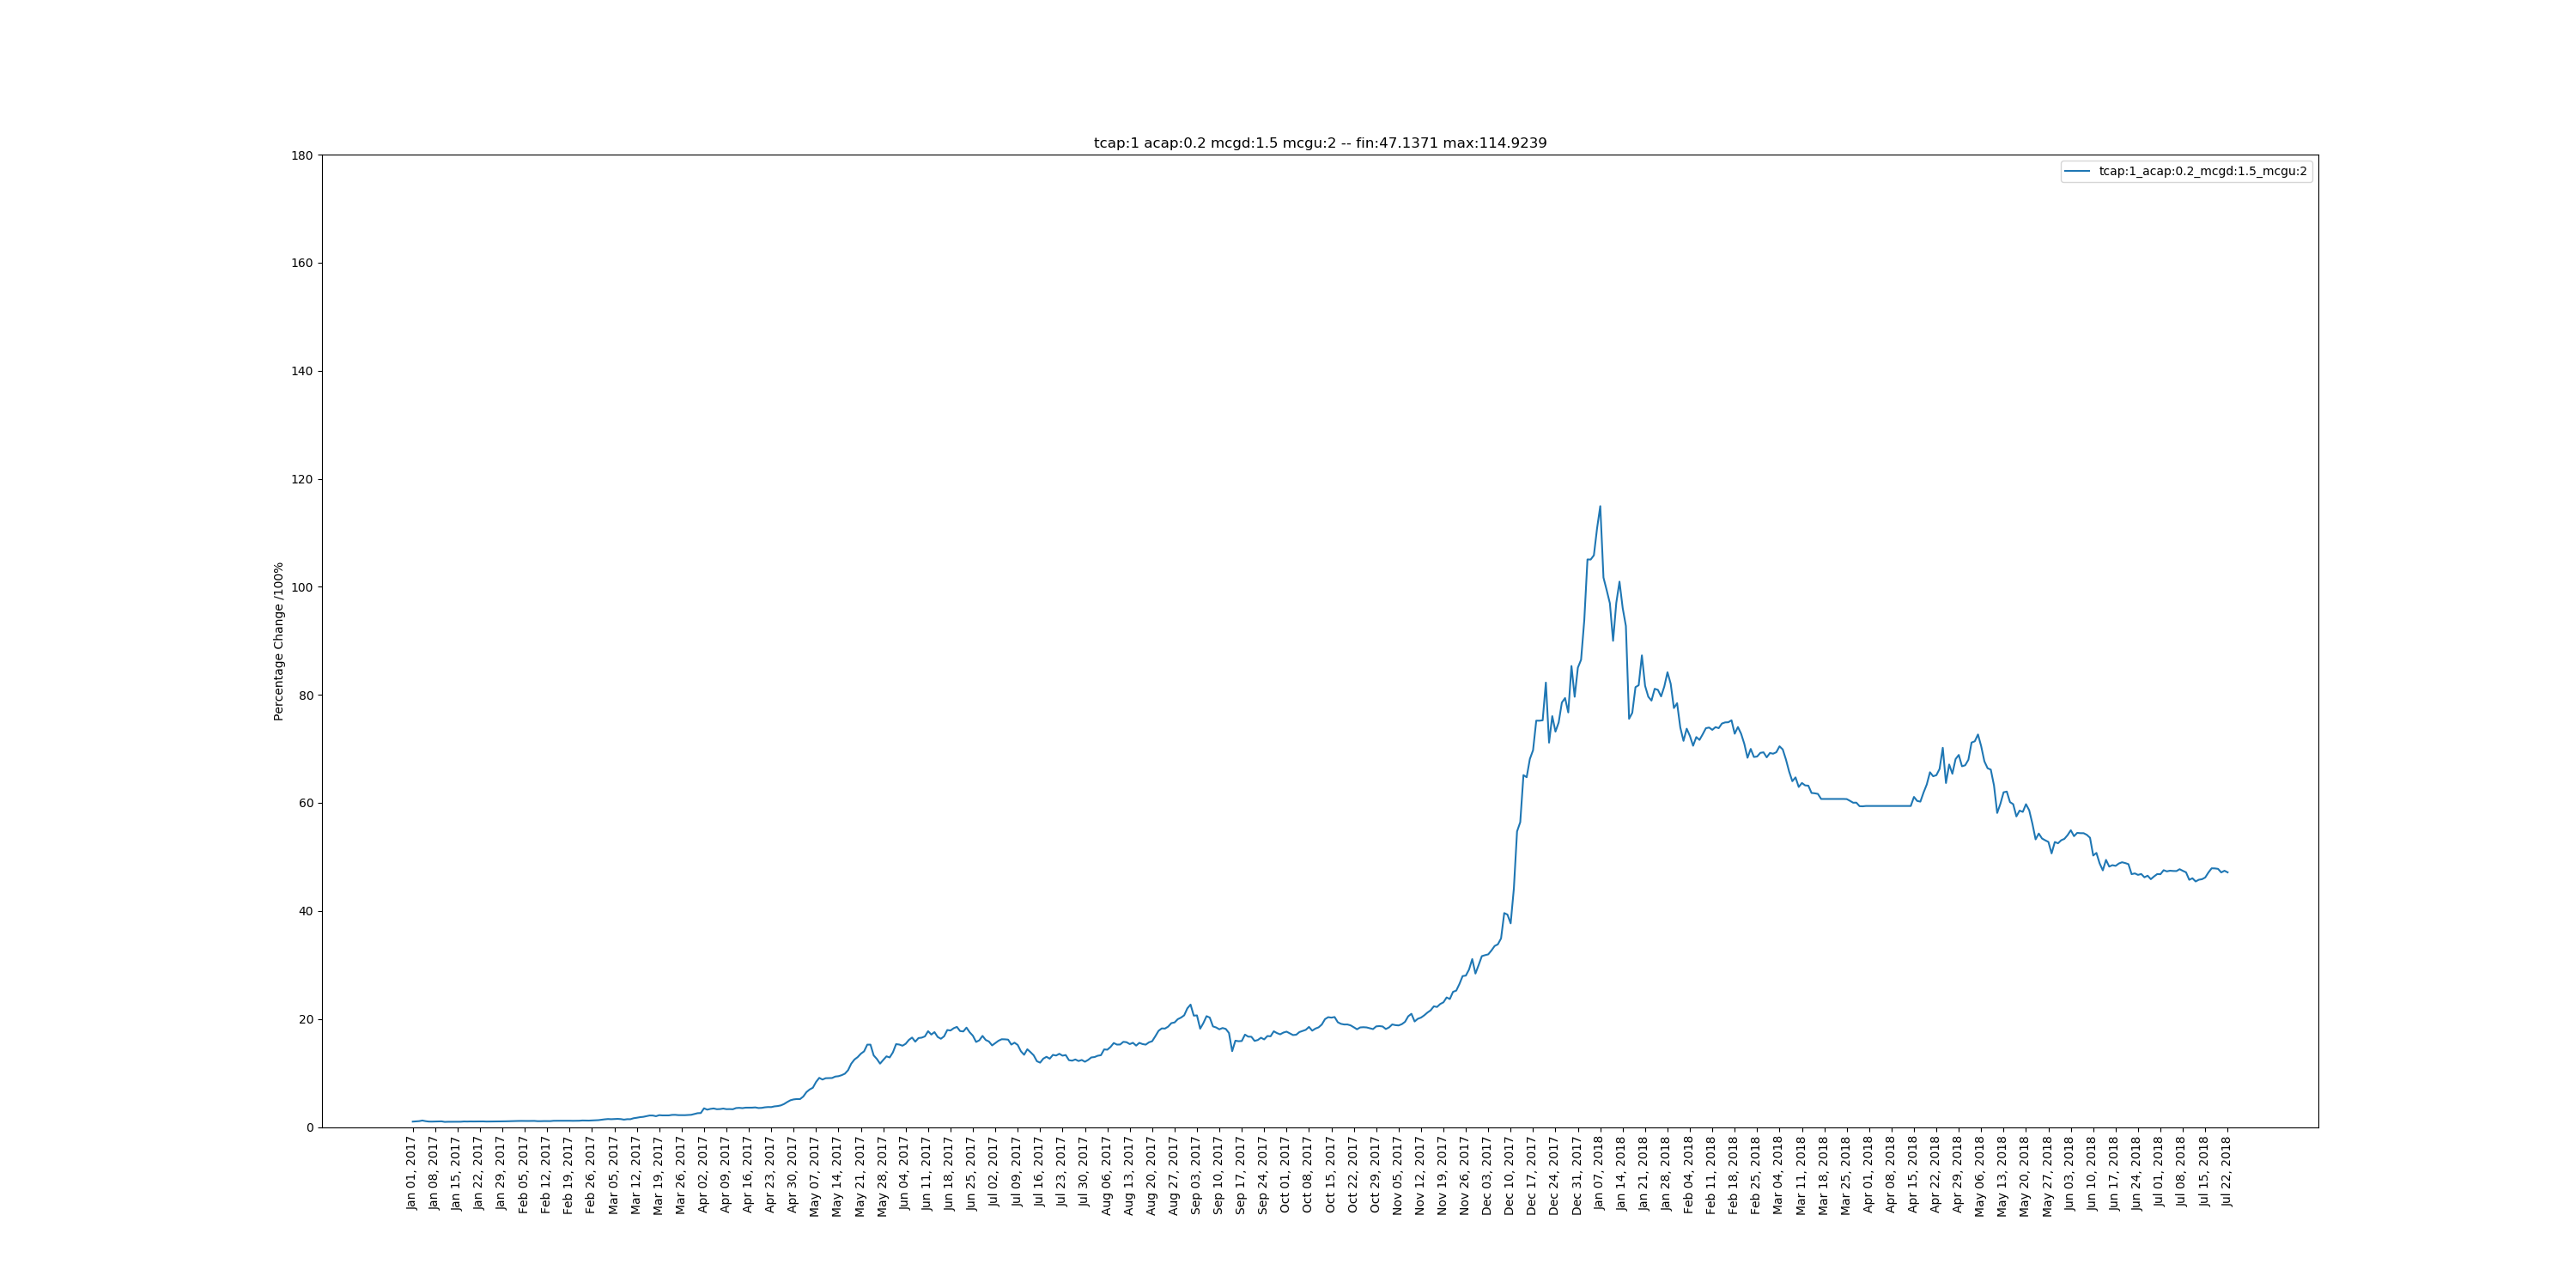 tcap:1 acap:0.2 mcgd:1.5 mcgu:2 -- fin:47.1371 max:114.9239
tcap:1_acap:0.2_mcgd:1.5_mcgu:2
Percentage Change /100%
180
160
140
120
100
80
60
40
20
0
Jan 01, 2017
Jan 08, 2017
Jan 15, 2017
Jan 22, 2017
Jan 29, 2017
Feb 05, 2017
Feb 12, 2017
Feb 19, 2017
Feb 26, 2017
Mar 05, 2017
Mar 12, 2017
Mar 19, 2017
Mar 26, 2017
Apr 02, 2017
Apr 09, 2017
Apr 16, 2017
Apr 23, 2017
Apr 30, 2017
May 07, 2017
May 14, 2017
May 21, 2017
May 28, 2017
Jun 04, 2017
Jun 11, 2017
Jun 18, 2017
Jun 25, 2017
Jul 02, 2017
Jul 09, 2017
Jul 16, 2017
Jul 23, 2017
Jul 30, 2017
Aug 06, 2017
Aug 13, 2017
Aug 20, 2017
Aug 27, 2017
Sep 03, 2017
Sep 10, 2017
Sep 17, 2017
Sep 24, 2017
Oct 01, 2017
Oct 08, 2017
Oct 15, 2017
Oct 22, 2017
Oct 29, 2017
Nov 05, 2017
Nov 12, 2017
Nov 19, 2017
Nov 26, 2017
Dec 03, 2017
Dec 10, 2017
Dec 17, 2017
Dec 24, 2017
Dec 31, 2017
Jan 07, 2018
Jan 14, 2018
Jan 21, 2018
Jan 28, 2018
Feb 04, 2018
Feb 11, 2018
Feb 18, 2018
Feb 25, 2018
Mar 04, 2018
Mar 11, 2018
Mar 18, 2018
Mar 25, 2018
Apr 01, 2018
Apr 08, 2018
Apr 15, 2018
Apr 22, 2018
Apr 29, 2018
May 06, 2018
May 13, 2018
May 20, 2018
May 27, 2018
Jun 03, 2018
Jun 10, 2018
Jun 17, 2018
Jun 24, 2018
Jul 01, 2018
Jul 08, 2018
Jul 15, 2018
Jul 22, 2018